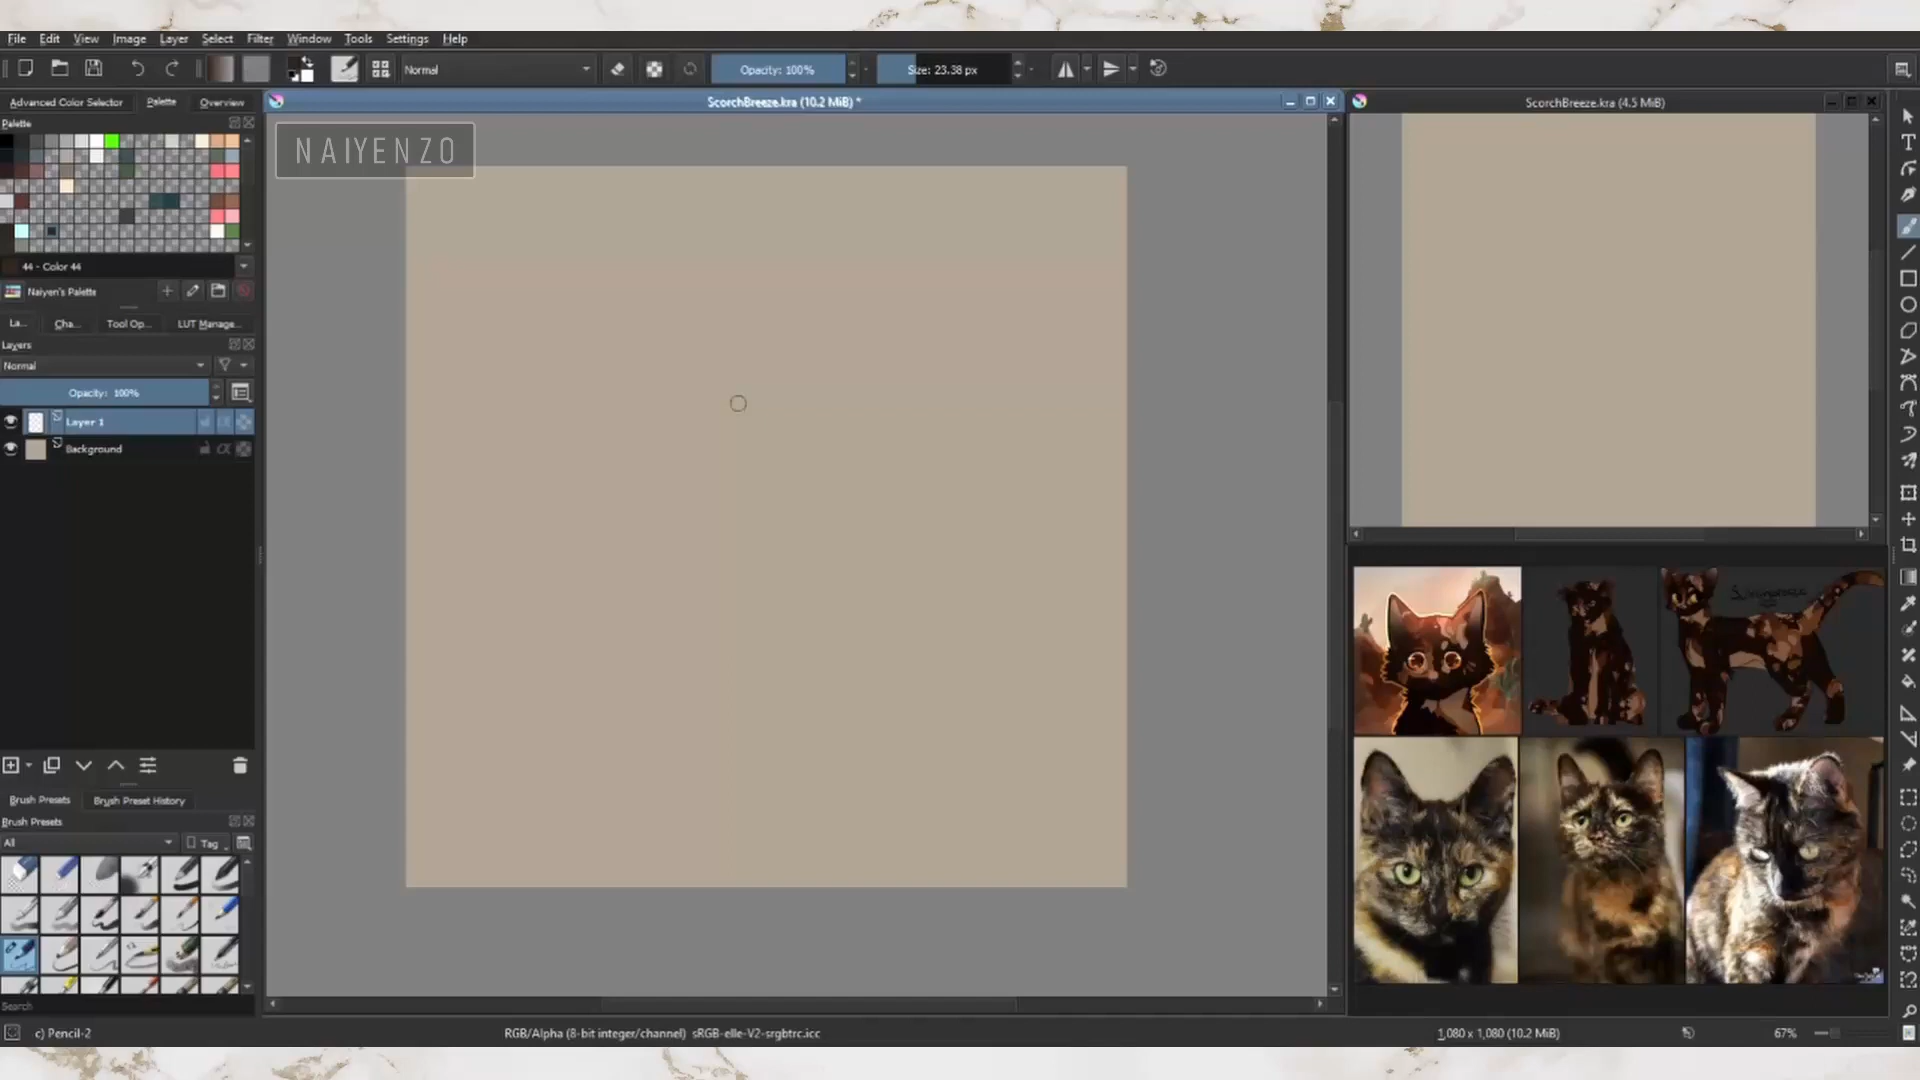 File Edit View Image Layer Select Filter Window Tools Settings Help
Normal
Opacity: 100%
Size: 23.38 px
Advanced Color Selector
Palette
Overview
ScorchBreeze.kra (10.2 MiB) *
ScorchBreeze.kra (4.5 MiB)
Palette
NAIYENZO
44 - Color 44
Naiyen's Palette
La... Cha... Tool Op... LUT Manage...
Layers
Normal
Opacity: 100%
Layer 1
Background
Brush Presets
Brush Preset History
Brush Presets
All
Tag
Search
c) Pencil-2
RGB/Alpha (8-bit integer/channel) sRGB-elle-V2-srgbtrc.icc
1,080 x 1,080 (10.2 MiB)
67%